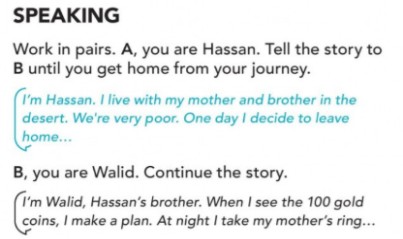 SPEAKING
Work in pairs. A, you are Hassan. Tell the story to
B until you get home from your journey.
I'm Hassan. I live with my mother and brother in the
desert. We're very poor. One day I decide to leave
home…
B, you are Walid. Continue the story.
I'm Walid, Hassan's brother. When I see the 100 gold
coins, I make a plan. At night I take my mother's ring…